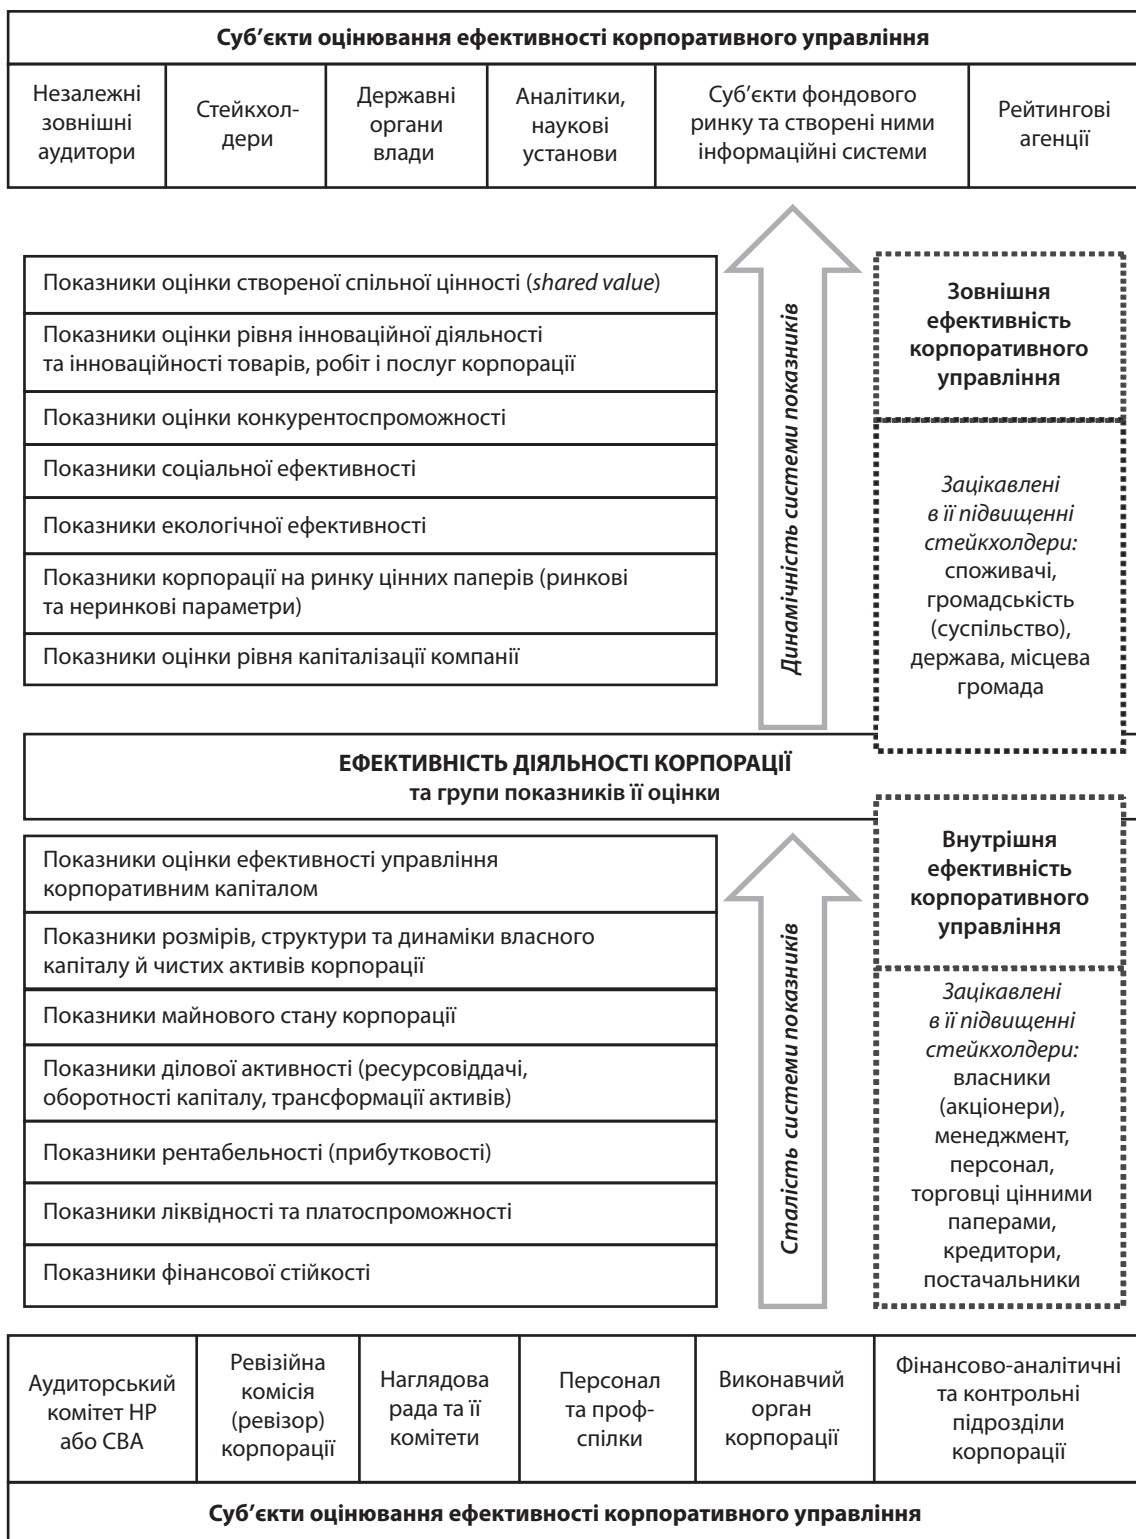 Суб’єкти оцінювання ефективності корпоративного управління
Незалежні
зовнішні
аудитори
Стейкхол-
дери
Державні
органи
влади
Аналітики,
наукові
установи
Суб’єкти фондового
ринку та створені ними
інформаційні системи
Рейтингові
агенції
Показники оцінки створеної спільної цінності (shared value)
Показники оцінки рівня інноваційної діяльності
та інноваційності товарів, робіт і послуг корпорації
Показники оцінки конкурентоспроможності
Показники соціальної ефективності
Показники екологічної ефективності
Показники корпорації на ринку цінних паперів (ринкові
та неринкові параметри)
Показники оцінки рівня капіталізації компанії
Динамічність системи показників
Зовнішня
ефективність
корпоративного
управління
Зацікавлені
в її підвищенні
стейкхолдери:
споживачі,
громадськість
(суспільство),
держава, місцева
громада
ЕФЕКТИВНІСТЬ ДІЯЛЬНОСТІ КОРПОРАЦІЇ
та групи показників її оцінки
Показники оцінки ефективності управління
корпоративним капіталом
Показники розмірів, структури та динаміки власного
капіталу й чистих активів корпорації
Показники майнового стану корпорації
Показники ділової активності (ресурсовіддачі,
оборотності капіталу, трансформації активів)
Показники рентабельності (прибутковості)
Показники ліквідності та платоспроможності
Показники фінансової стійкості
Сталість системи показників
Внутрішня
ефективність
корпоративного
управління
Зацікавлені
в її підвищенні
стейкхолдери:
власники
(акціонери),
менеджмент,
персонал,
торговці цінними
паперами,
кредитори,
постачальники
Аудиторський
комітет НР
або СВА
Ревізійна
комісія
(ревізор)
корпорації
Наглядова
рада та її
комітети
Персонал
та проф-
спілки
Виконавчий
орган
корпорації
Фінансово-аналітичні
та контрольні
підрозділи
корпорації
Суб’єкти оцінювання ефективності корпоративного управління